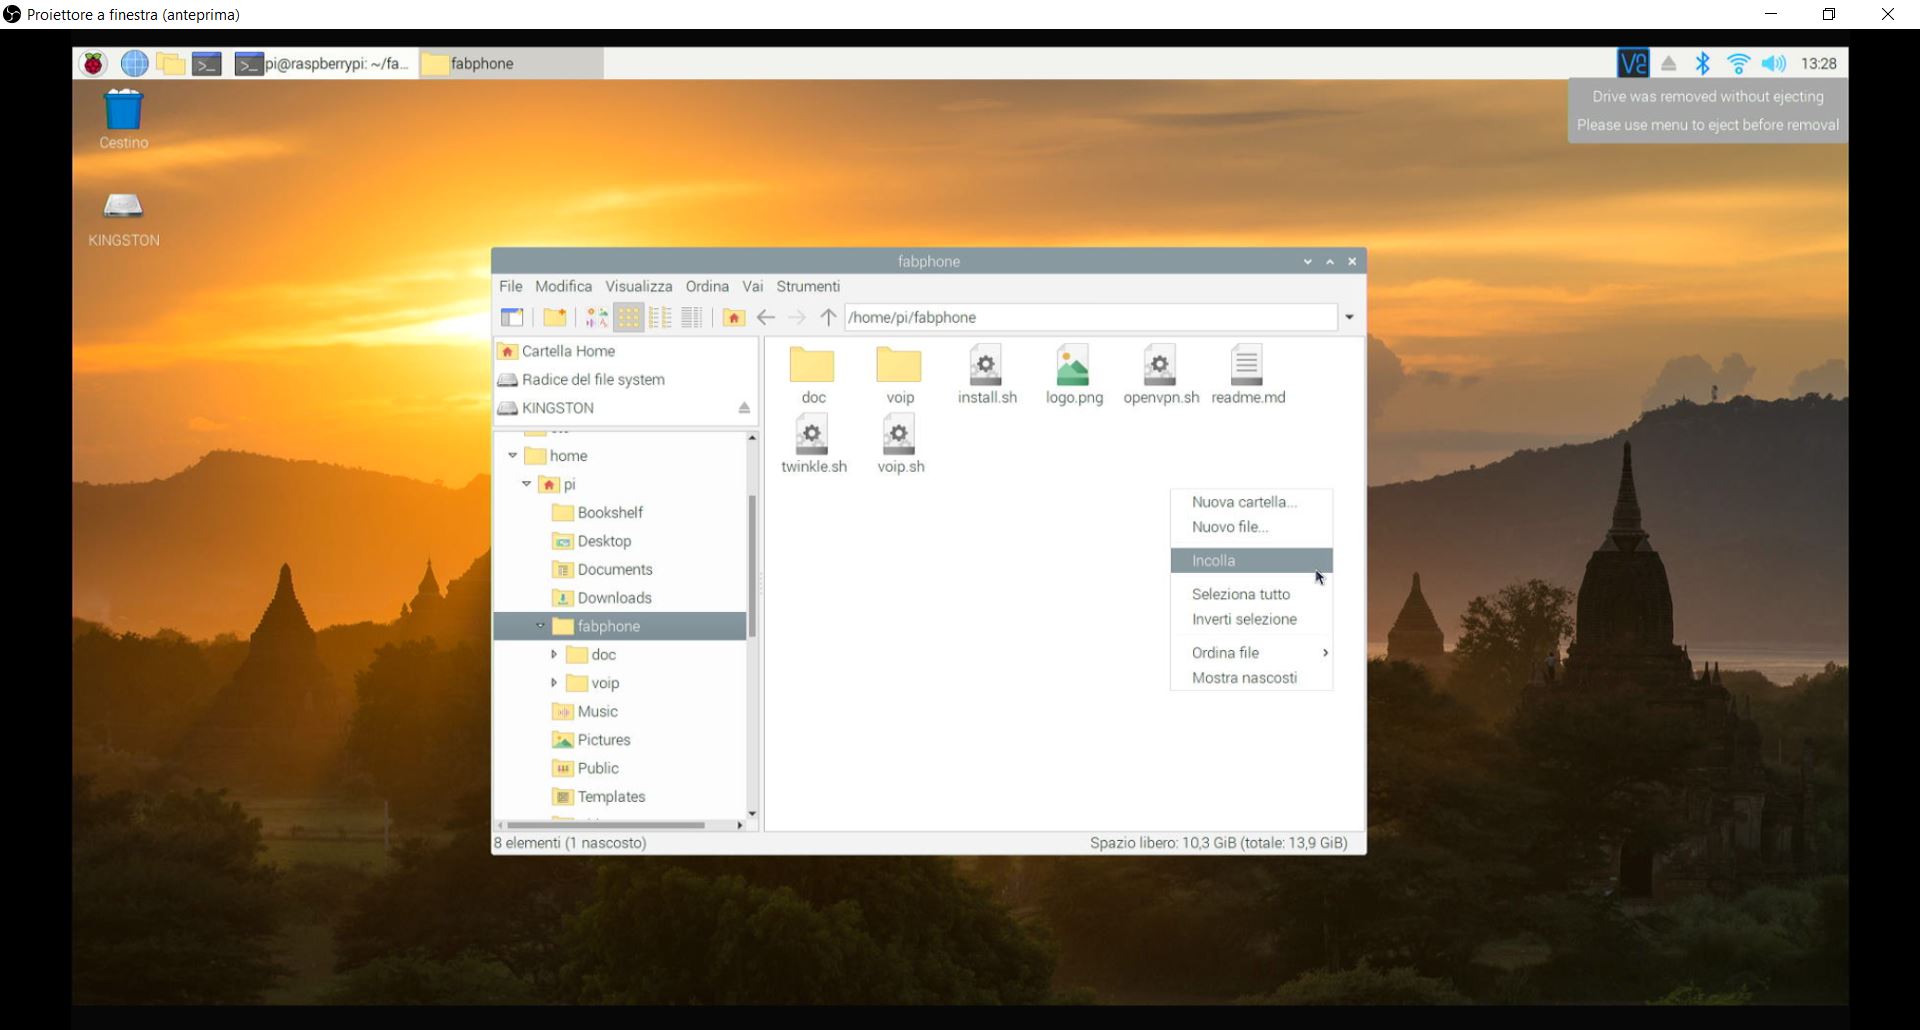 Proiettore a finestra (anteprima)
pi@raspberrypi: ~/fa...
fabphone
13:28
Drive was removed without ejecting
Please use menu to eject before removal
Cestino
KINGSTON
fabphone
File Modifica Visualizza Ordina Vai Strumenti
/home/pi/fabphone
Cartella Home
Radice del file system
KINGSTON
home
pi
Bookshelf
Desktop
Documents
Downloads
fabphone
doc
voip
Music
Pictures
Public
Templates
doc voip install.sh logo.png openvpn.sh readme.md
twinkle.sh voip.sh
Nuova cartella...
Nuovo file...
Incolla
Seleziona tutto
Inverti selezione
Ordina file
Mostra nascosti
8 elementi (1 nascosto)
Spazio libero: 10,3 GiB (totale: 13,9 GiB)